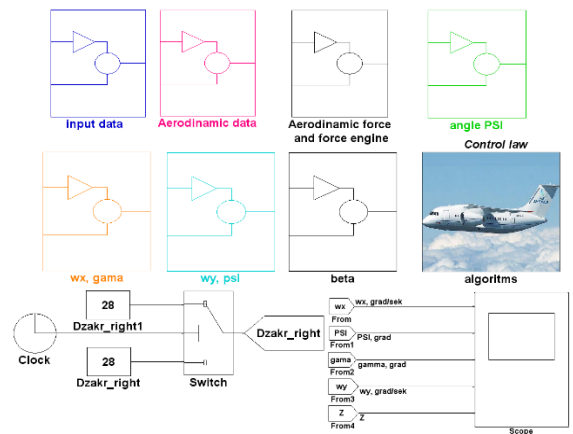 input data
Aerodinamic data
Aerodinamic force
and force engine
angle PSI
Control law
wx, gama
wy, psi
beta
algoritms
28
Dzakr_right1
Clock
28
Dzakr_right
Switch
Dzakr_right
wx
wx, grad/sek
From
PSI
PSI, grad
From1
gama
gamma, grad
From2
wy
wy, grad/sek
From3
Z
Z
From4
Scope